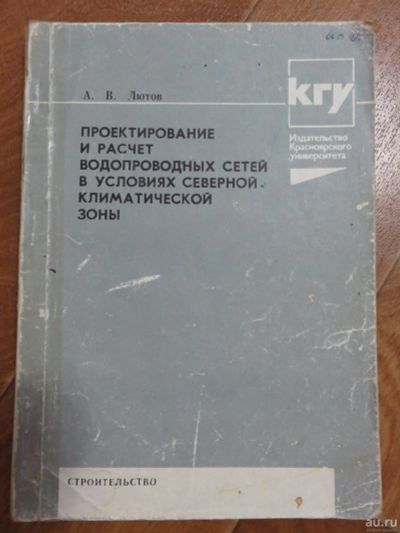 А. В. Лютов
кгу
Издательство
Красноярского
университета
ПРОЕКТИРОВАНИЕ
И РАСЧЕТ
ВОДОПРОВОДНЫХ СЕТЕЙ
В УСЛОВИЯХ СЕВЕРНОЙ
КЛИМАТИЧЕСКОЙ
ЗОНЫ
СТРОИТЕЛЬСТВО
au.ru